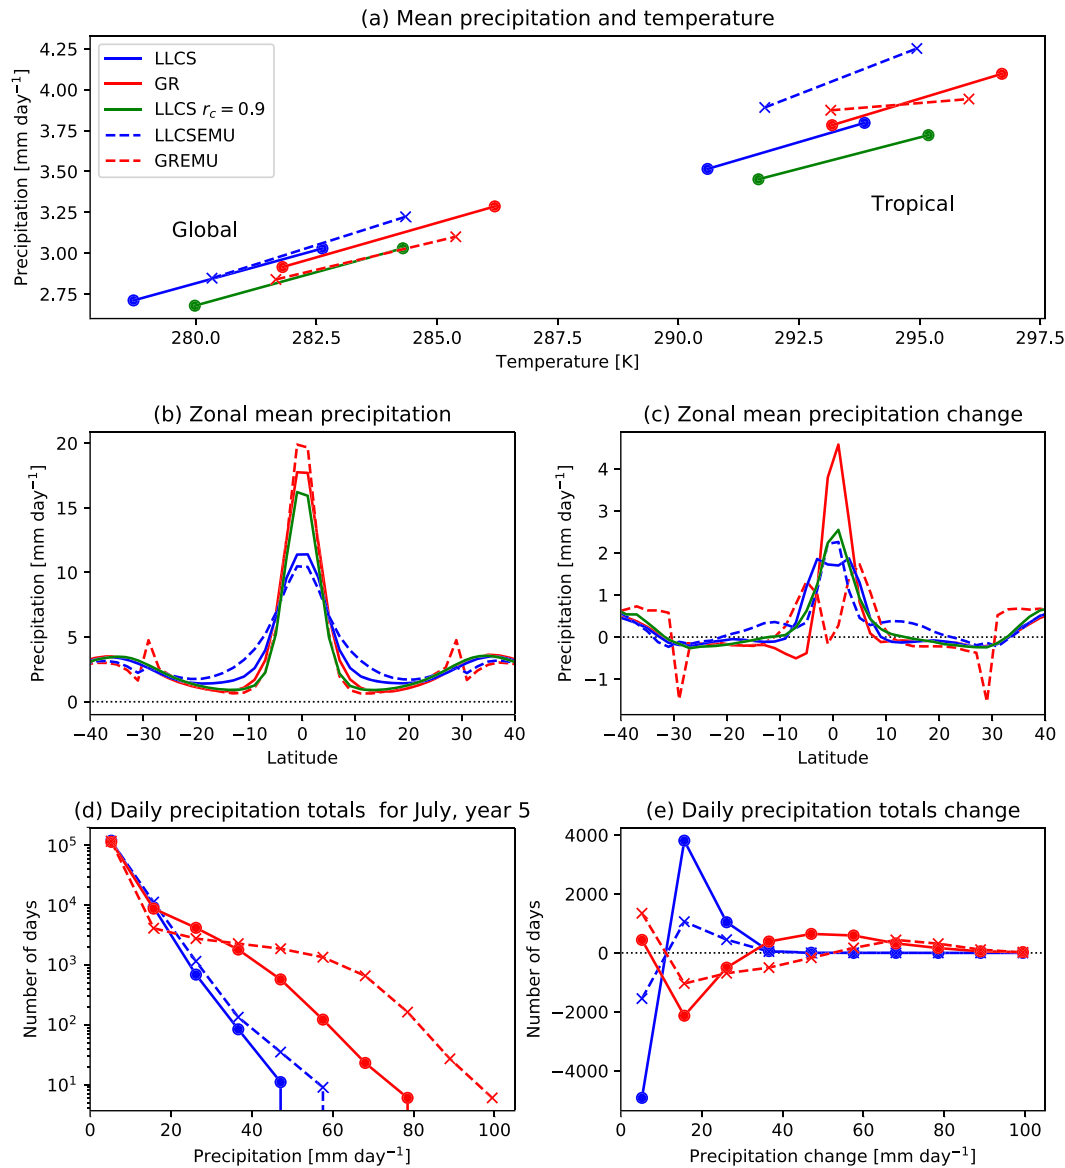 (a) Mean precipitation and temperature
Precipitation [mm day⁻¹]
4.25
4.00
3.75
3.50
3.25
3.00
2.75
LLCS
GR
LLCS r_c = 0.9
LLCSEMU
GREMU
Global
Tropical
280.0 282.5 285.0 287.5 290.0 292.5 295.0 297.5
Temperature [K]
(b) Zonal mean precipitation
Precipitation [mm day⁻¹]
20
15
10
5
0
−40 −30 −20 −10 0 10 20 30 40
Latitude
(c) Zonal mean precipitation change
Precipitation [mm day⁻¹]
4
3
2
1
0
−1
−40 −30 −20 −10 0 10 20 30 40
Latitude
(d) Daily precipitation totals for July, year 5
Number of days
10⁵
10⁴
10³
10²
10¹
0 20 40 60 80 100
Precipitation [mm day⁻¹]
(e) Daily precipitation totals change
Number of days
4000
2000
0
−2000
−4000
0 20 40 60 80 100
Precipitation change [mm day⁻¹]